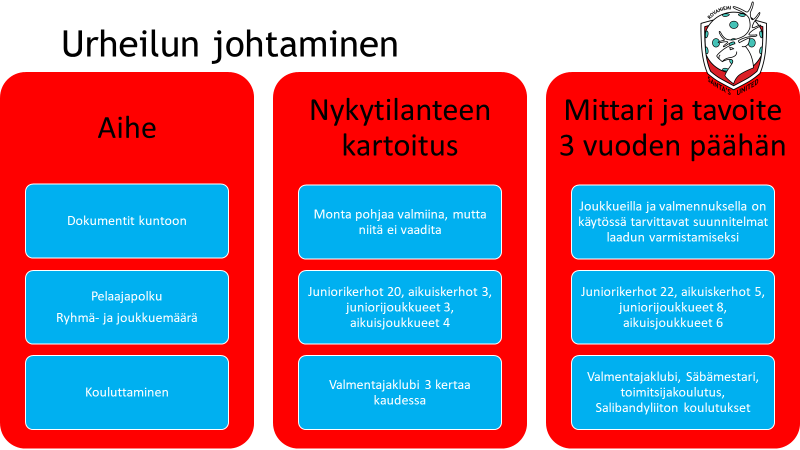 Urheilun johtaminen
ROVANIEMI
SANTA'S UNITED
Aihe
Dokumentit kuntoon
Pelaajapolku
Ryhmä- ja joukkuemäärä
Kouluttaminen
Nykytilanteen
kartoitus
Monta pohjaa valmiina, mutta
niitä ei vaadita
Juniorikerhot 20, aikuiskerhot 3,
juniorijoukkueet 3,
aikuisjoukkueet 4
Valmentajaklubi 3 kertaa
kaudessa
Mittari ja tavoite
3 vuoden päähän
Joukkueilla ja valmennuksella on
käytössä tarvittavat suunnitelmat
laadun varmistamiseksi
Juniorikerhot 22, aikuiskerhot 5,
juniorijoukkueet 8,
aikuisjoukkueet 6
Valmentajaklubi, Säbämestari,
toimitsijakoulutus,
Salibandyliiton koulutukset